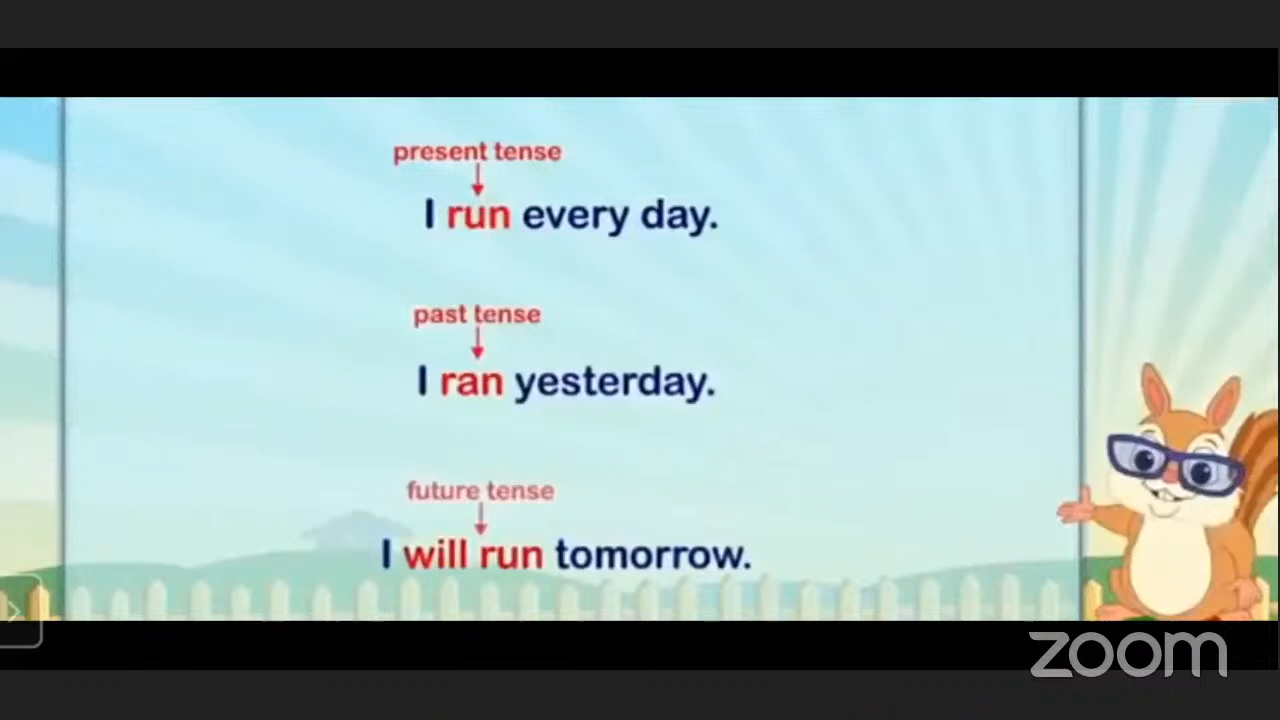 present tense
I run every day.
past tense
I ran yesterday.
future tense
I will run tomorrow.
zoom